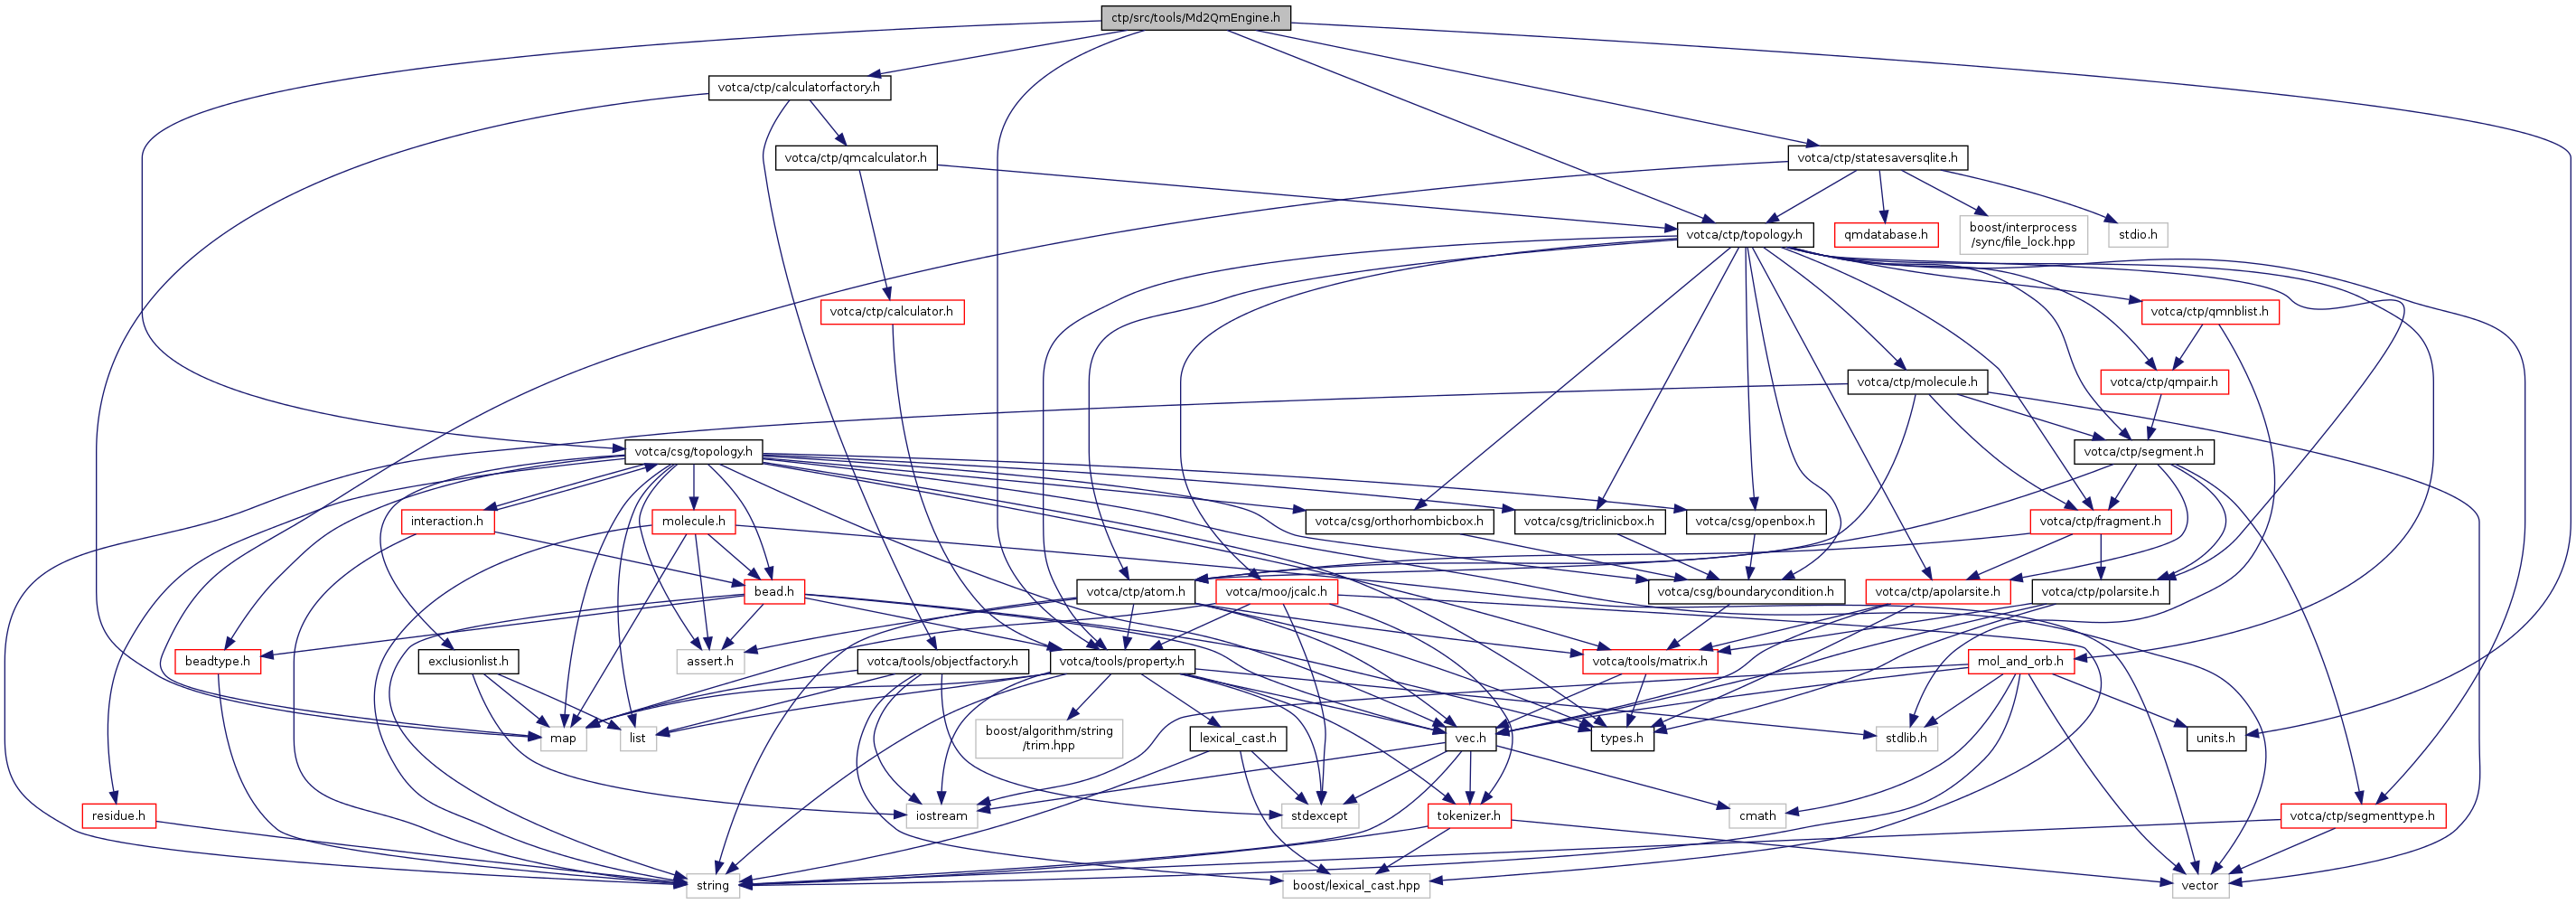 ctp/src/tools/Md2QmEngine.h
votca/ctp/calculatorfactory.h
votca/ctp/qmcalculator.h
votca/ctp/statesaversqlite.h
votca/ctp/topology.h
qmdatabase.h
boost/interprocess
/sync/file_lock.hpp
stdio.h
votca/ctp/calculator.h
votca/ctp/qmnblist.h
votca/ctp/molecule.h
votca/ctp/qmpair.h
votca/csg/topology.h
votca/ctp/segment.h
interaction.h
molecule.h
votca/csg/orthorhombicbox.h
votca/csg/triclinicbox.h
votca/csg/openbox.h
votca/ctp/fragment.h
bead.h
votca/ctp/atom.h
votca/moo/jcalc.h
votca/csg/boundarycondition.h
votca/ctp/apolarsite.h
votca/ctp/polarsite.h
beadtype.h
exclusionlist.h
assert.h
votca/tools/objectfactory.h
votca/tools/property.h
votca/tools/matrix.h
mol_and_orb.h
map
list
boost/algorithm/string
/trim.hpp
lexical_cast.h
vec.h
types.h
stdlib.h
units.h
residue.h
iostream
stdexcept
tokenizer.h
cmath
votca/ctp/segmenttype.h
string
boost/lexical_cast.hpp
vector